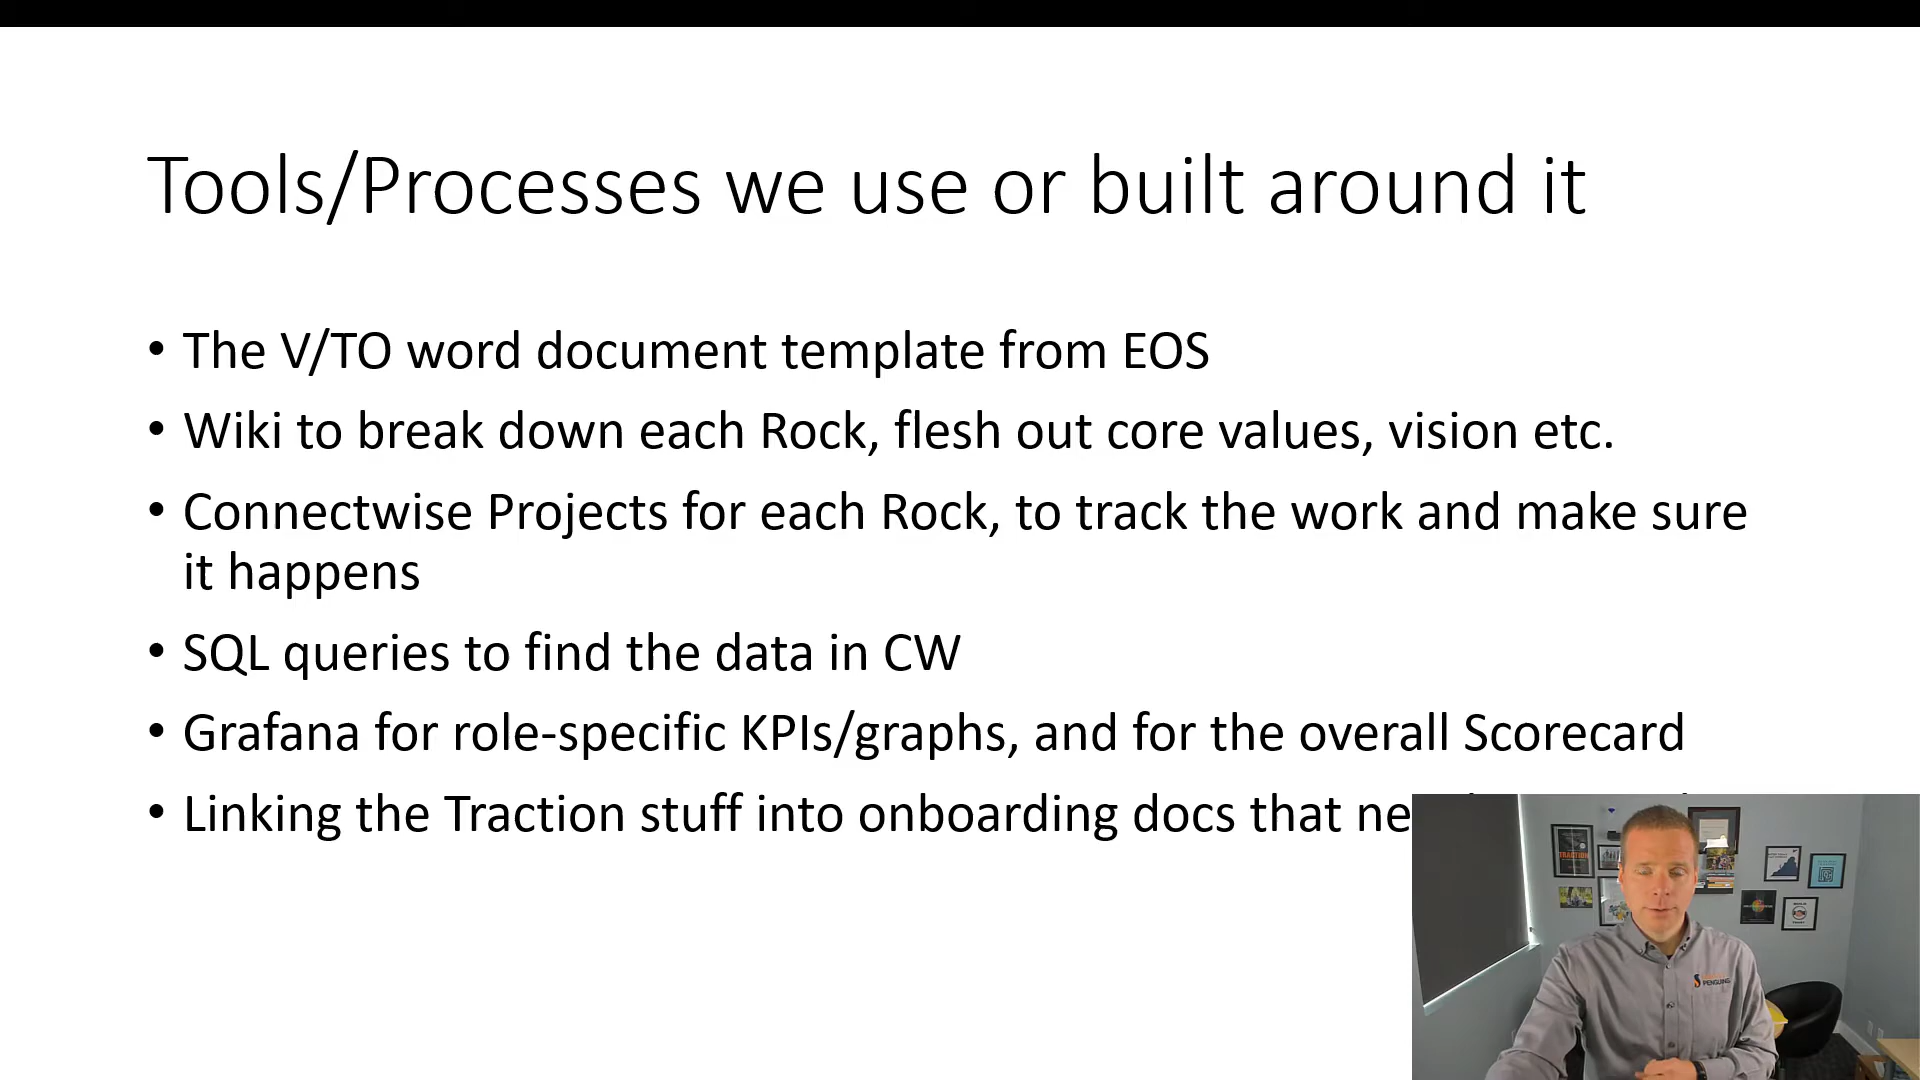 Tools/Processes we use or built around it
• The V/TO word document template from EOS
• Wiki to break down each Rock, flesh out core values, vision etc.
• Connectwise Projects for each Rock, to track the work and make sure
it happens
• SQL queries to find the data in CW
• Grafana for role-specific KPIs/graphs, and for the overall Scorecard
• Linking the Traction stuff into onboarding docs that
TRACTION
PENGUINS